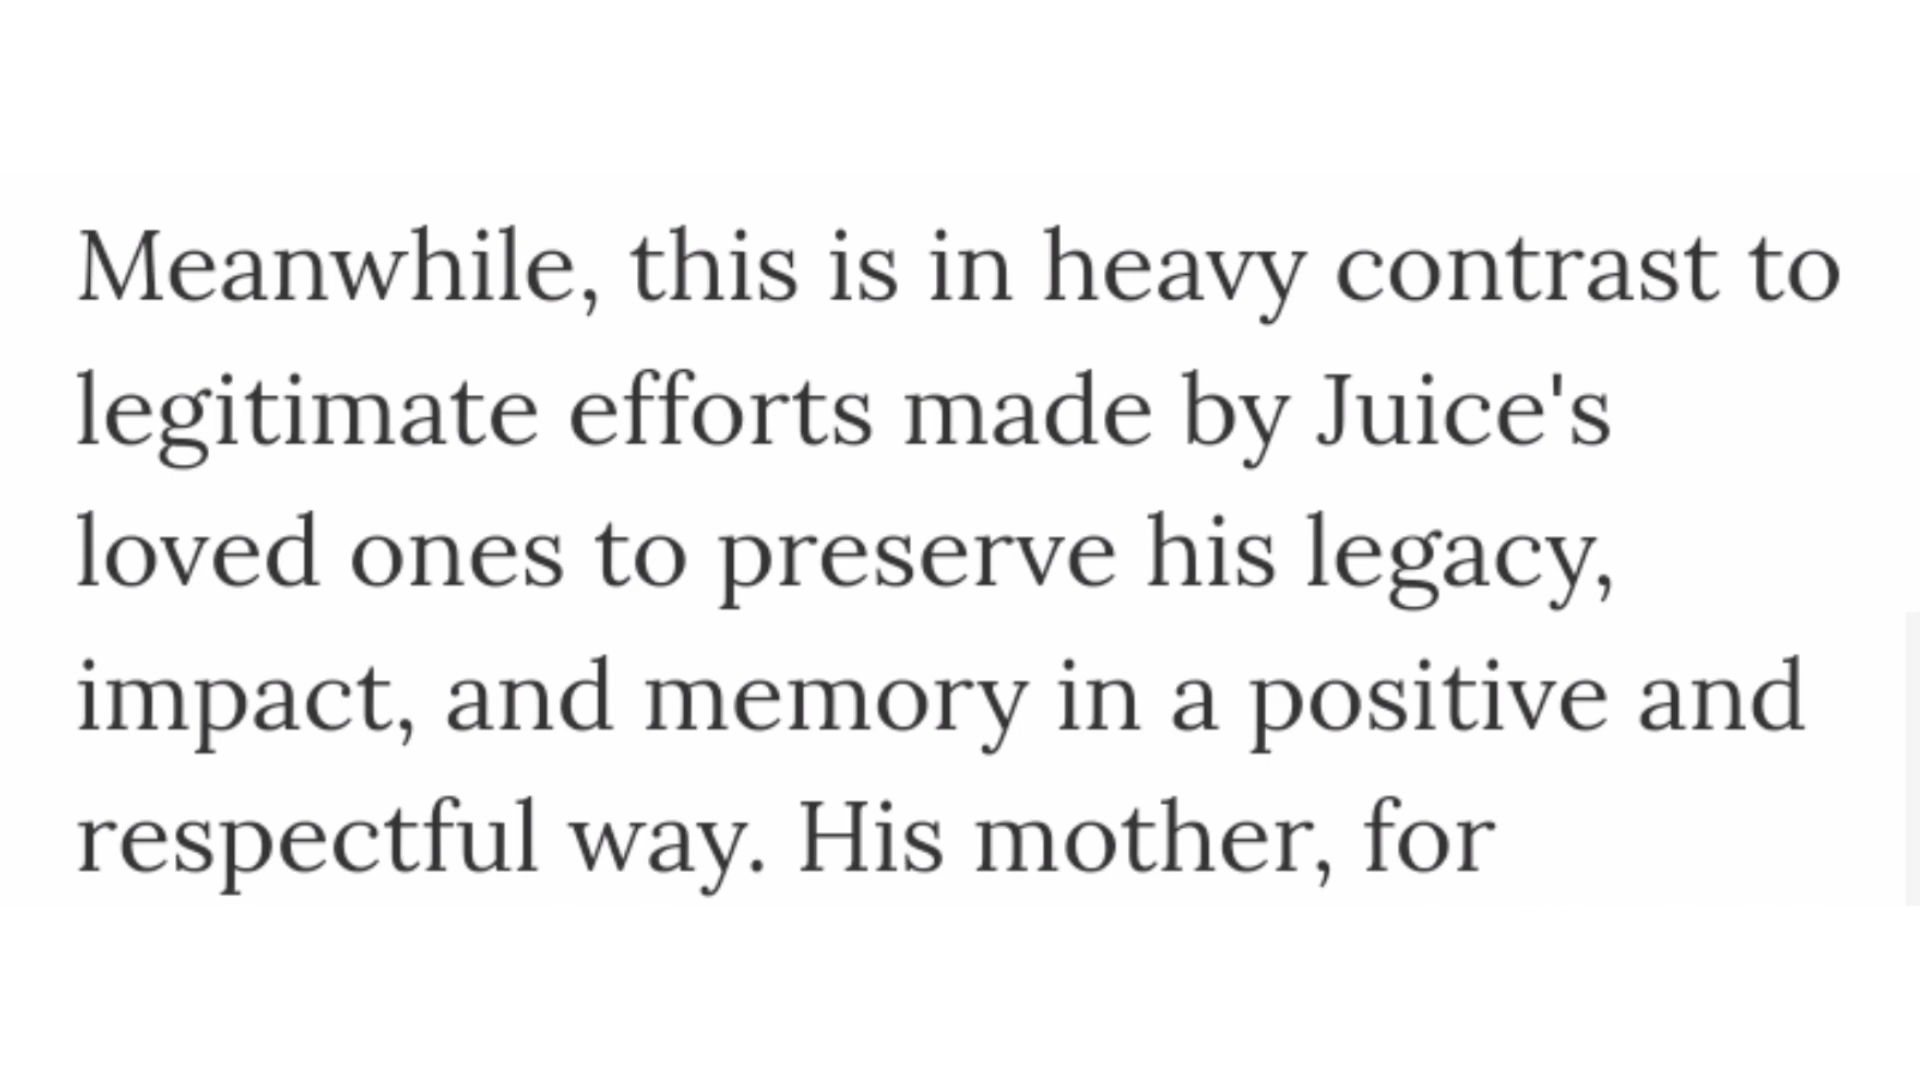 Meanwhile, this is in heavy contrast to
legitimate efforts made by Juice's
loved ones to preserve his legacy,
impact, and memory in a positive and
respectful way. His mother, for